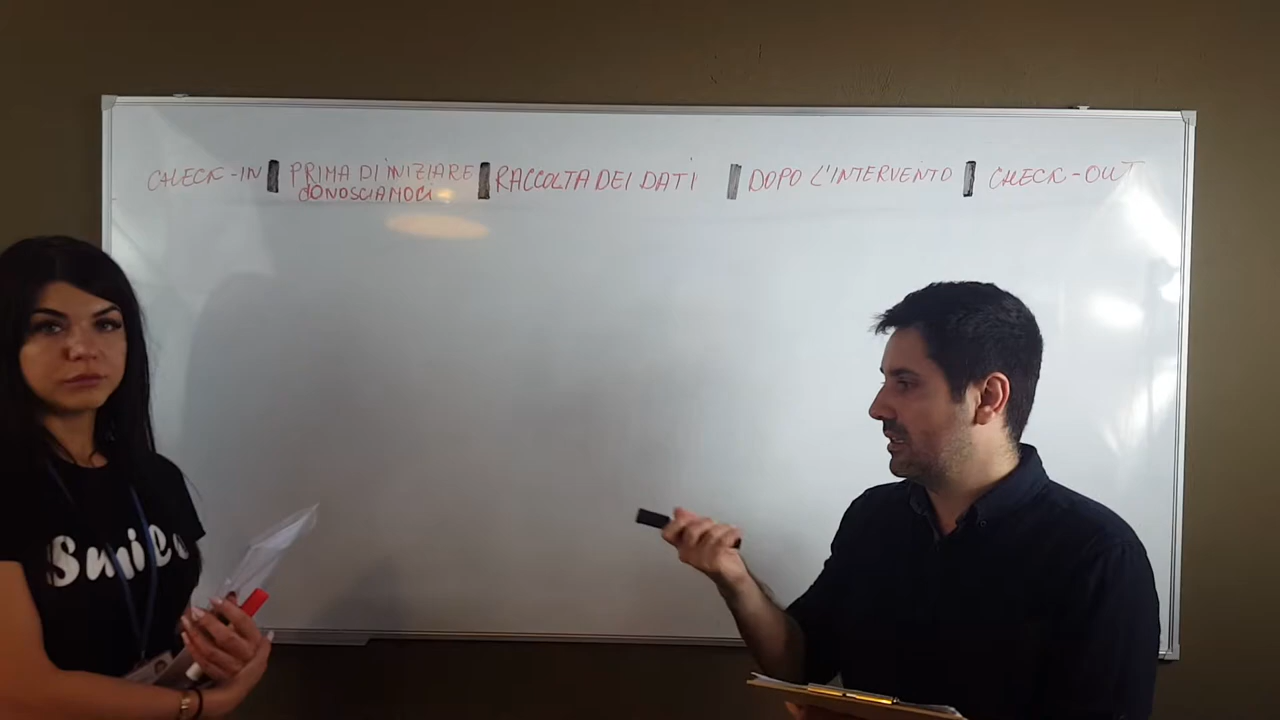 CHECK-IN
PRIMA DI INIZIARE
CONOSCIAMOCI
RACCOLTA DEI DATI
DOPO L'INTERVENTO
CHECK-OUT
Smile